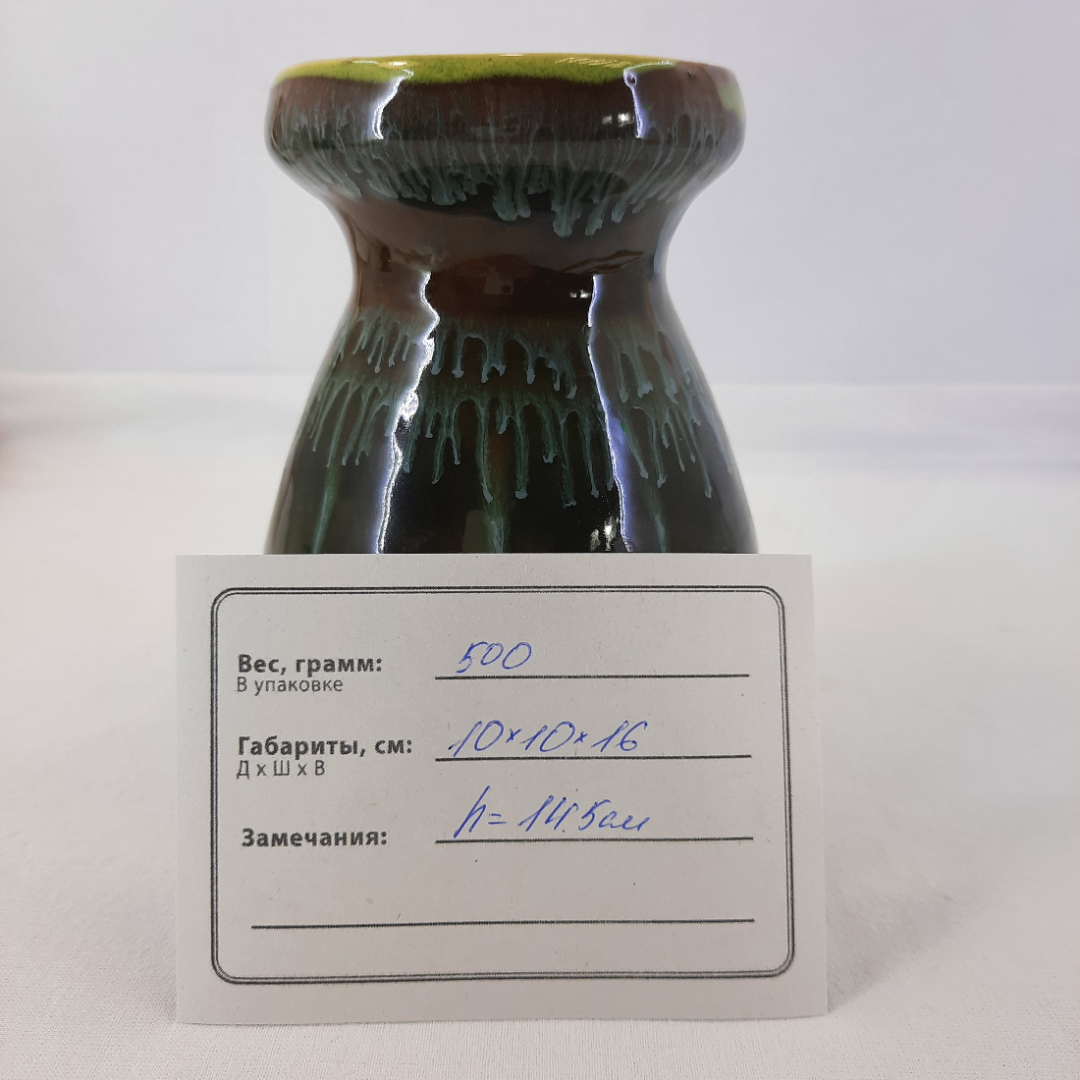 Вес, грамм: 500
В упаковке
Габариты, см: 10×10×16
Д х Ш х В
Замечания: h= 14.5см